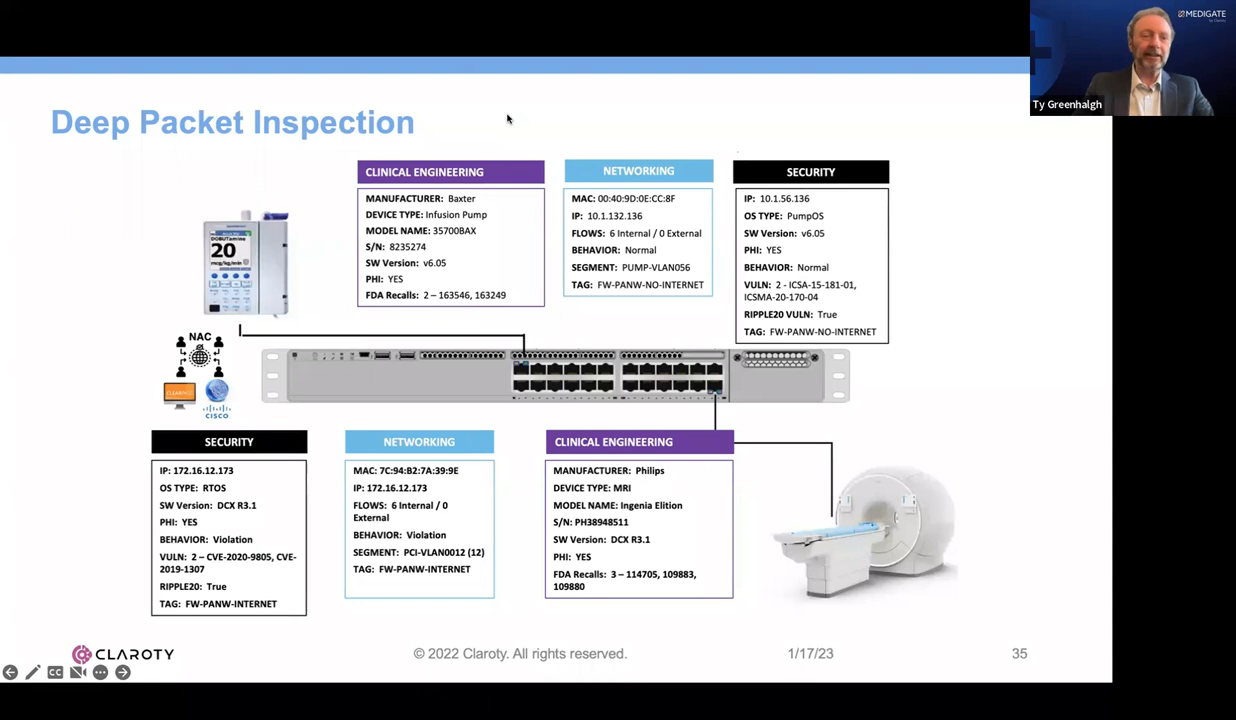 MEDIGATE
Ty Greenhalgh
Deep Packet Inspection
CLINICAL ENGINEERING
MANUFACTURER: Baxter
DEVICE TYPE: Infusion Pump
MODEL NAME: 35700BAX
S/N: 8235274
SW Version: v6.05
PHI: YES
FDA Recalls: 2 – 163546, 163249
NETWORKING
MAC: 00:40:9D:0E:CC:8F
IP: 10.1.132.136
FLOWS: 6 Internal / 0 External
BEHAVIOR: Normal
SEGMENT: PUMP-VLAN056
TAG: FW-PANW-NO-INTERNET
SECURITY
IP: 10.1.56.136
OS TYPE: PumpOS
SW Version: v6.05
PHI: YES
BEHAVIOR: Normal
VULN: 2 - ICSA-15-181-01,
ICSMA-20-170-04
RIPPLE20 VULN: True
TAG: FW-PANW-NO-INTERNET
DOBUTamine
20
mcg/kg/min
NAC
CISCO
SECURITY
IP: 172.16.12.173
OS TYPE: RTOS
SW Version: DCX R3.1
PHI: YES
BEHAVIOR: Violation
VULN: 2 – CVE-2020-9805, CVE-
2019-1307
RIPPLE20: True
TAG: FW-PANW-INTERNET
NETWORKING
MAC: 7C:94:B2:7A:39:9E
IP: 172.16.12.173
FLOWS: 6 Internal / 0
External
BEHAVIOR: Violation
SEGMENT: PCI-VLAN0012 (12)
TAG: FW-PANW-INTERNET
CLINICAL ENGINEERING
MANUFACTURER: Philips
DEVICE TYPE: MRI
MODEL NAME: Ingenia Elition
S/N: PH38948511
SW Version: DCX R3.1
PHI: YES
FDA Recalls: 3 – 114705, 109883,
109880
CLAROTY
© 2022 Claroty. All rights reserved.
1/17/23
35
CC